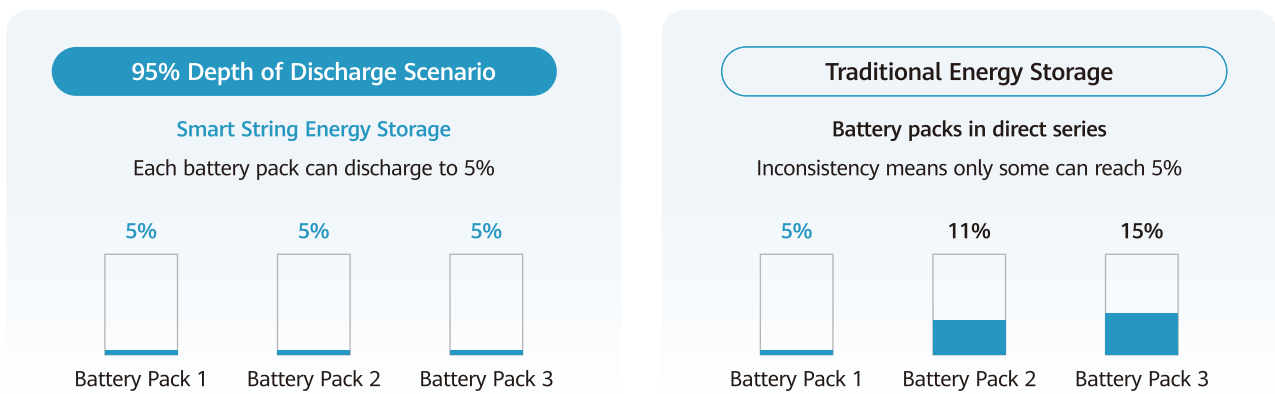 95% Depth of Discharge Scenario
Smart String Energy Storage
Each battery pack can discharge to 5%
5% 5% 5%
Battery Pack 1 Battery Pack 2 Battery Pack 3
Traditional Energy Storage
Battery packs in direct series
Inconsistency means only some can reach 5%
5% 11% 15%
Battery Pack 1 Battery Pack 2 Battery Pack 3